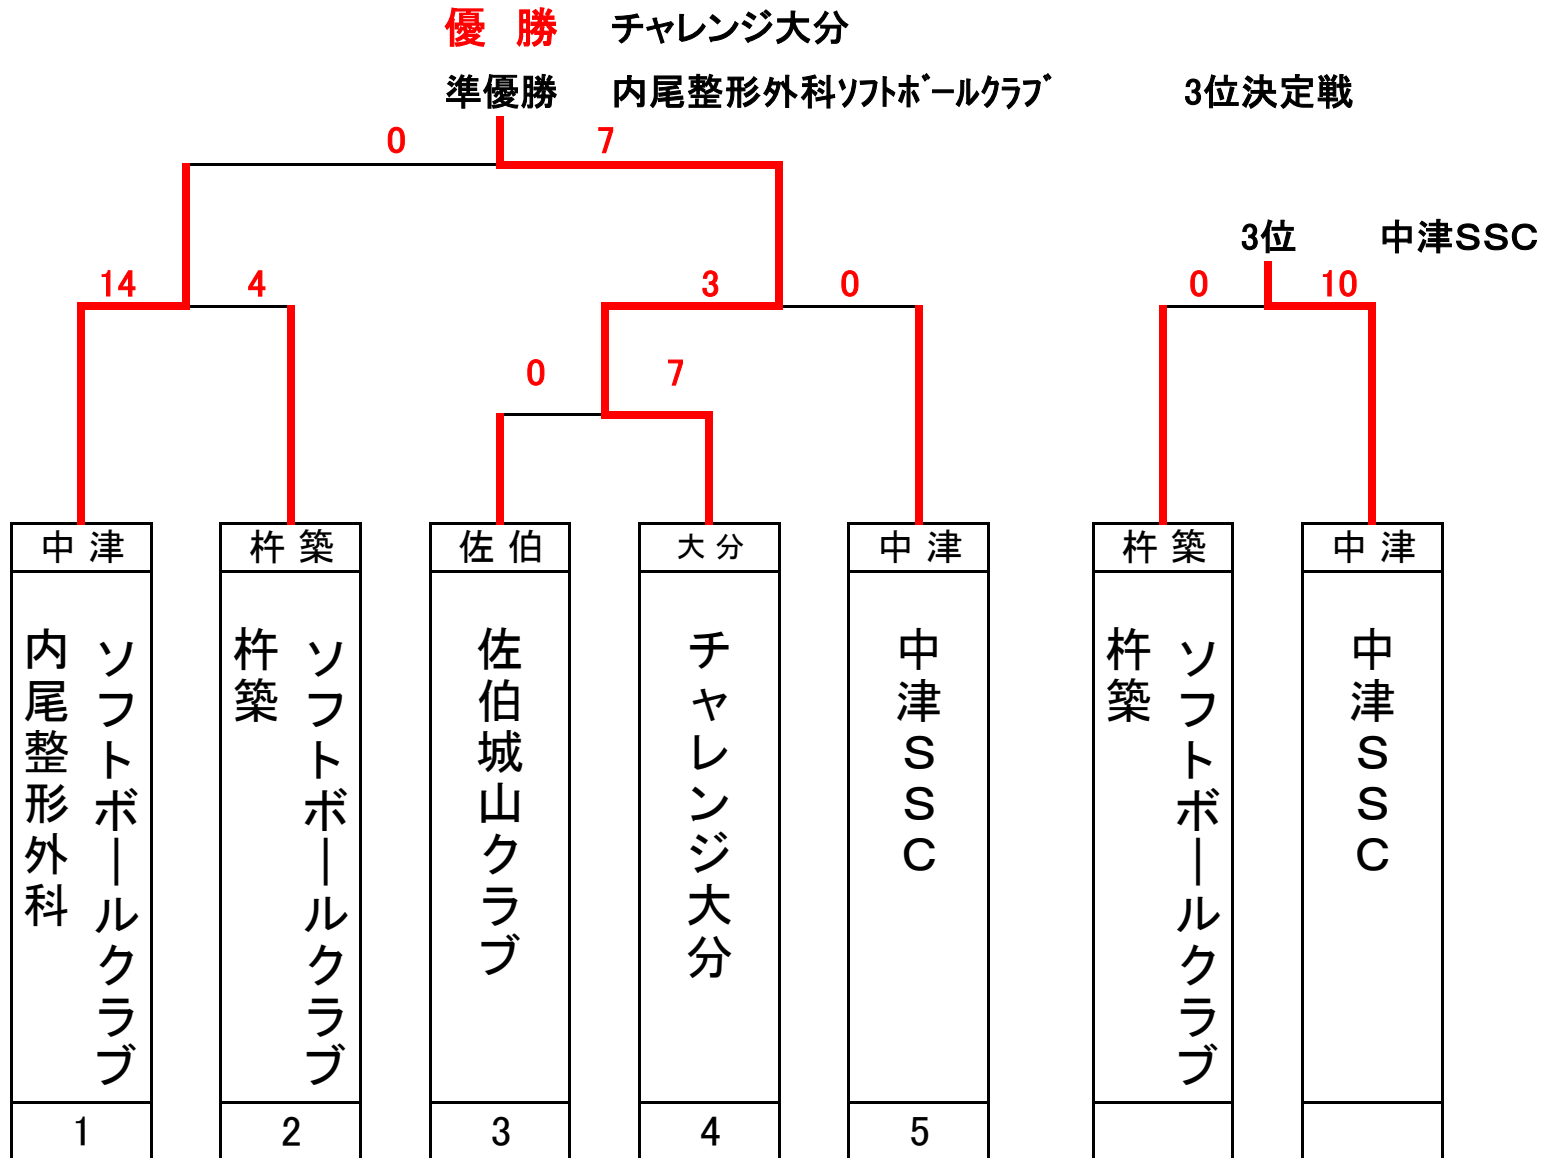 優 勝 チャレンジ大分
準優勝 内尾整形外科ｿﾌﾄﾎﾞｰﾙｸﾗﾌﾞ 3位決定戦
0 7
3位 中津ＳＳＣ
14 4 3 0 0 10
0 7
中 津 杵 築 佐 伯 大 分 中 津 杵 築 中 津
内尾整形外科
ソフトボールクラブ
杵築
ソフトボールクラブ
佐伯城山クラブ
チャレンジ大分
中津ＳＳＣ
杵築
ソフトボールクラブ
中津ＳＳＣ
1 2 3 4 5